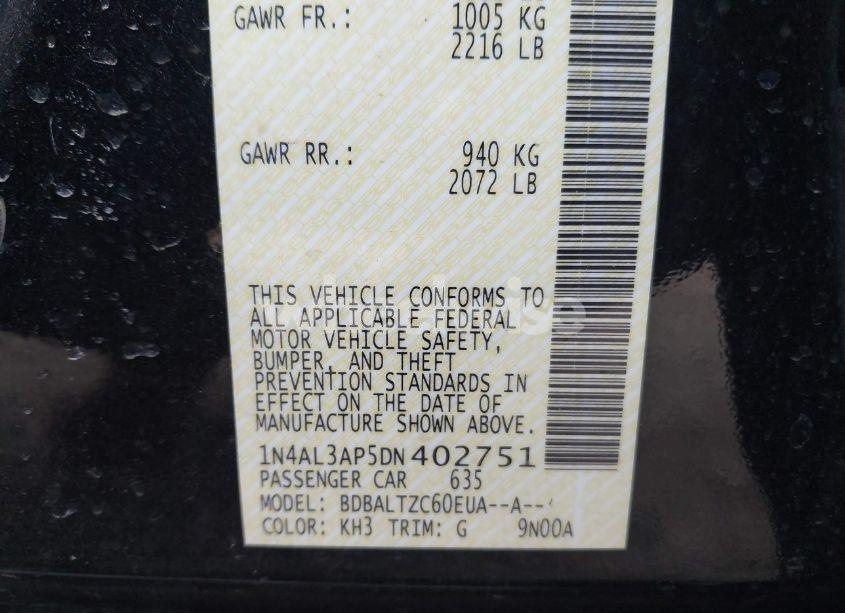 GAWR FR.: 1005 KG
2216 LB
GAWR RR.: 940 KG
2072 LB
THIS VEHICLE CONFORMS TO
ALL APPLICABLE FEDERAL
MOTOR VEHICLE SAFETY,
BUMPER, AND THEFT
PREVENTION STANDARDS IN
EFFECT ON THE DATE OF
MANUFACTURE SHOWN ABOVE.
1N4AL3AP5DN402751
PASSENGER CAR 635
MODEL: BDBALTZC60EUA--A--
COLOR: KH3 TRIM: G 9N00A